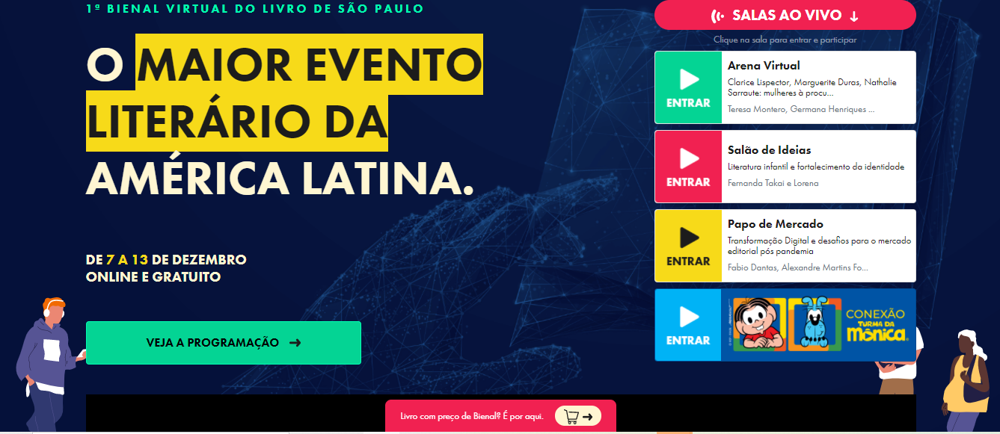 1ª BIENAL VIRTUAL DO LIVRO DE SÃO PAULO
O MAIOR EVENTO
LITERÁRIO DA
AMÉRICA LATINA.
DE 7 A 13 DE DEZEMBRO
ONLINE E GRATUITO
VEJA A PROGRAMAÇÃO →
SALAS AO VIVO ↓
Clique na sala para entrar e participar
ENTRAR
Arena Virtual
Clarice Lispector, Marguerite Duras, Nathalie
Sarraute: mulheres à procu...
Teresa Montero, Germana Henriques ...
ENTRAR
Salão de Ideias
Literatura infantil e fortalecimento da identidade
Fernanda Takai e Lorena
ENTRAR
Papo de Mercado
Transformação Digital e desafios para o mercado
editorial pós pandemia
Fabio Dantas, Alexandre Martins Fo...
ENTRAR
CONEXÃO
TURMA DA
Mônica
Livro com preço de Bienal? É por aqui.